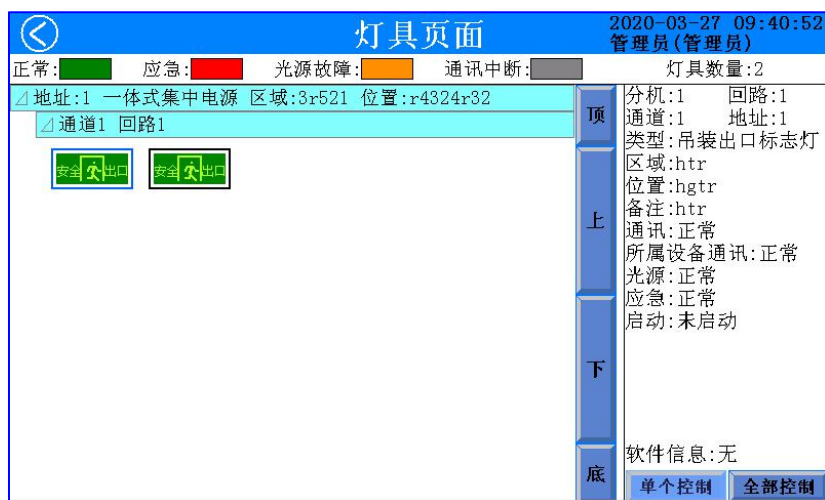 灯具页面
2020-03-27 09:40:52
管理员(管理员)
正常: 应急: 光源故障: 通讯中断:
灯具数量:2
地址:1 一体式集中电源 区域:3r521 位置:r4324r32
通道1 回路1
安全出口 安全出口
顶
上
下
底
分机:1 回路:1
通道:1 地址:1
类型:吊装出口标志灯
区域:htr
位置:hgtr
备注:htr
通讯:正常
所属设备通讯:正常
光源:正常
应急:正常
启动:未启动
软件信息:无
单个控制 全部控制